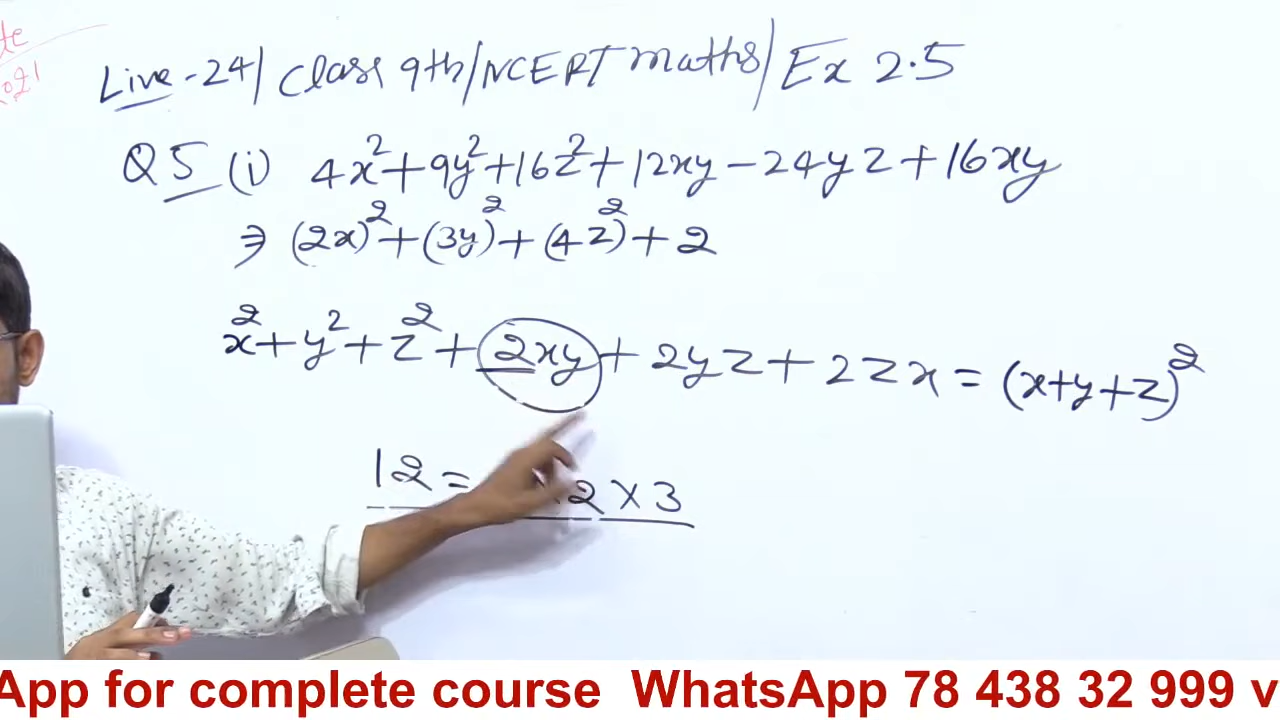 Live-24/ Class 9th/NCERT maths/ Ex 2.5
Q5 (i) 4x²+9y²+16z²+12xy-24yz+16xy
⇒ (2x)²+(3y)²+(4z)²+2
x²+y²+z²+2xy+2yz+2zx=(x+y+z)²
12= 2×3
App for complete course WhatsApp 78 438 32 999 v